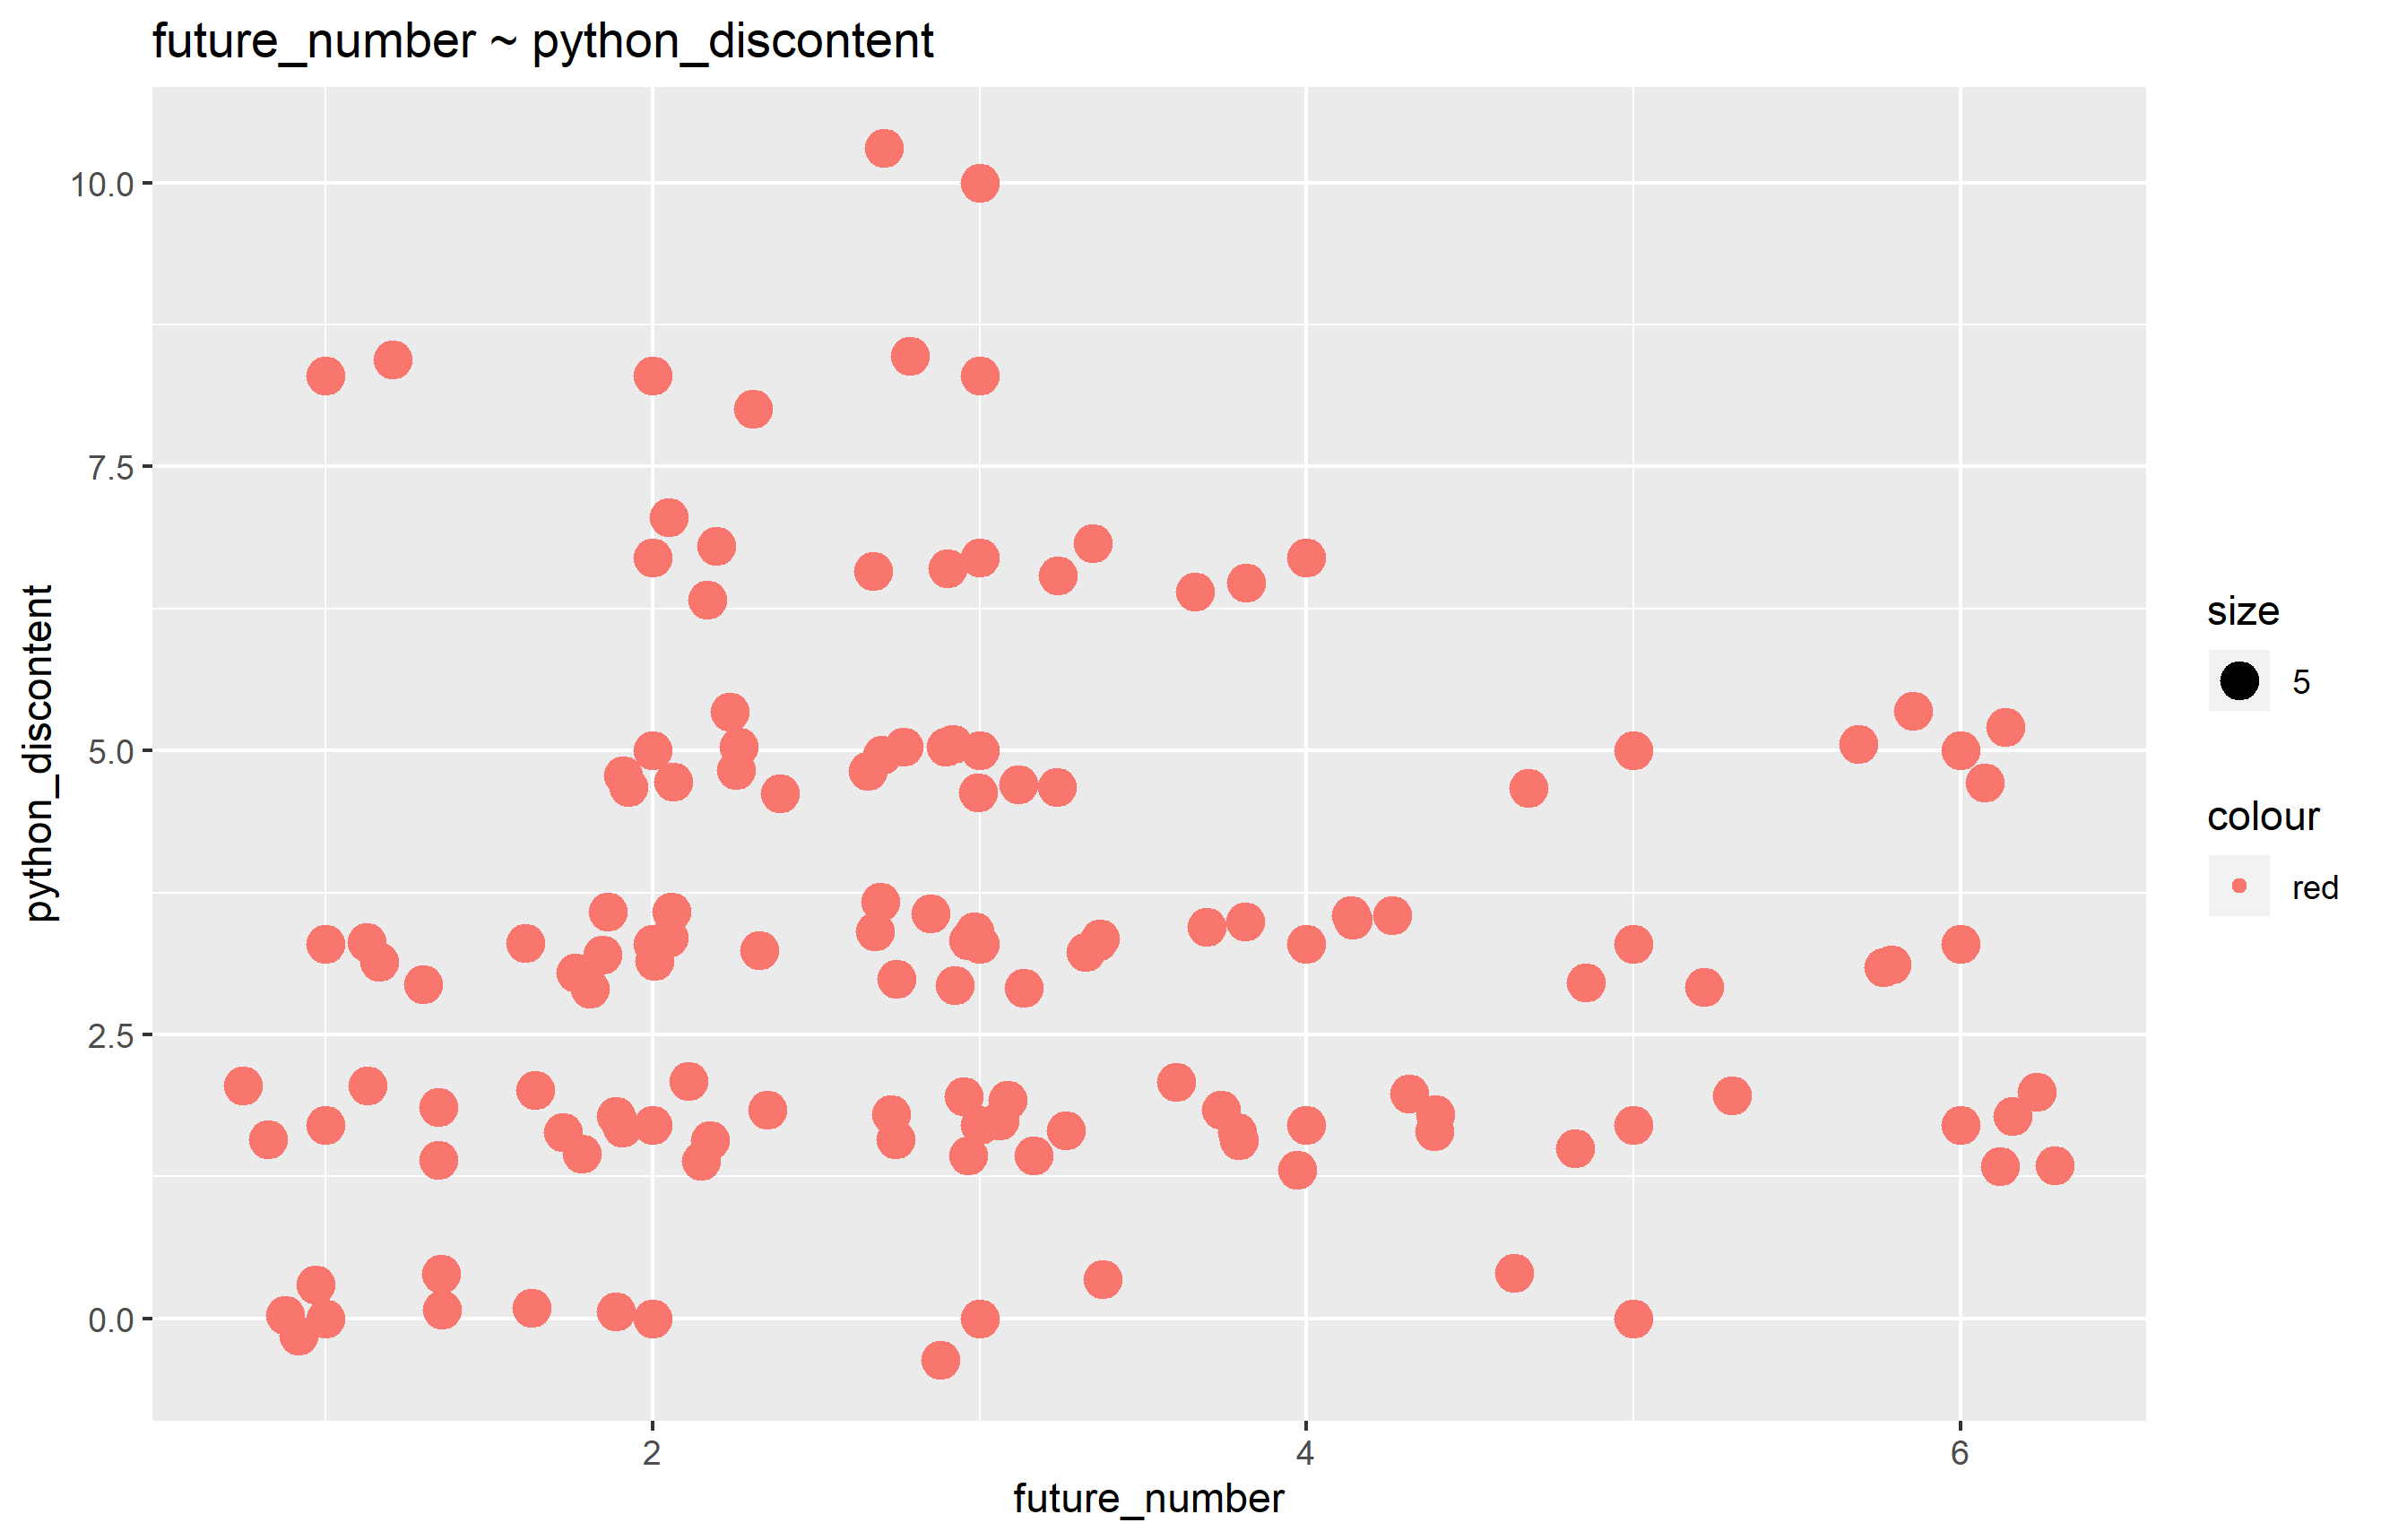 future_number ~ python_discontent
10.0
7.5
5.0
2.5
0.0
python_discontent
2
4
6
future_number
size
5
colour
red